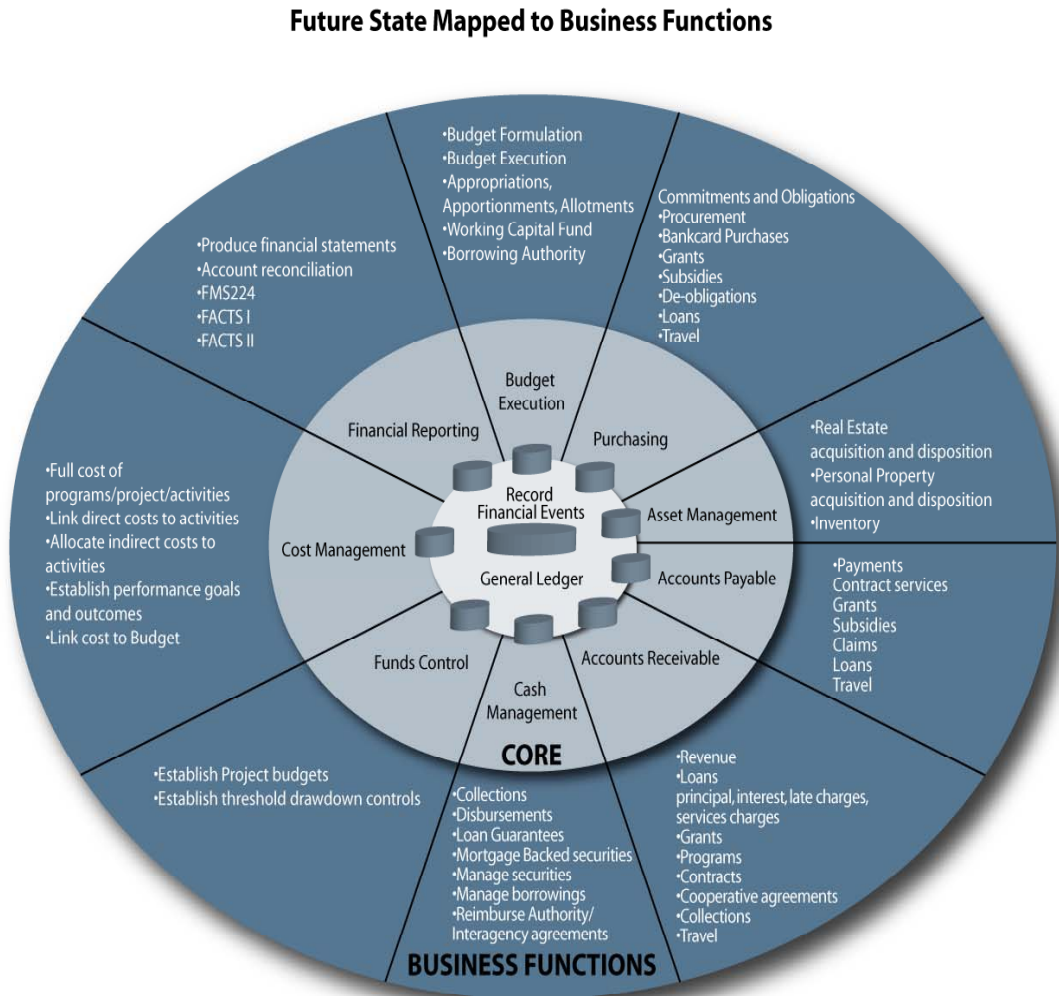 Future State Mapped to Business Functions
•Budget Formulation
•Budget Execution
•Appropriations,
Apportionments, Allotments
•Working Capital Fund
•Borrowing Authority
Commitments and Obligations
•Procurement
•Bankcard Purchases
•Grants
•Subsidies
•De-obligations
•Loans
•Travel
•Produce financial statements
•Account reconciliation
•FMS224
•FACTS I
•FACTS II
Budget
Execution
Financial Reporting
Purchasing
•Real Estate
acquisition and disposition
•Personal Property
acquisition and disposition
•Inventory
•Full cost of
programs/project/activities
•Link direct costs to activities
•Allocate indirect costs to
activities
•Establish performance goals
and outcomes
•Link cost to Budget
Record
Financial Events
Asset Management
Cost Management
General Ledger
Accounts Payable
•Payments
Contract services
Grants
Subsidies
Claims
Loans
Travel
Funds Control
Accounts Receivable
Cash
Management
CORE
•Establish Project budgets
•Establish threshold drawdown controls
•Collections
•Disbursements
•Loan Guarantees
•Mortgage Backed securities
•Manage securities
•Manage borrowings
•Reimburse Authority/
Interagency agreements
•Revenue
•Loans
principal, interest, late charges,
services charges
•Grants
•Programs
•Contracts
•Cooperative agreements
•Collections
•Travel
BUSINESS FUNCTIONS